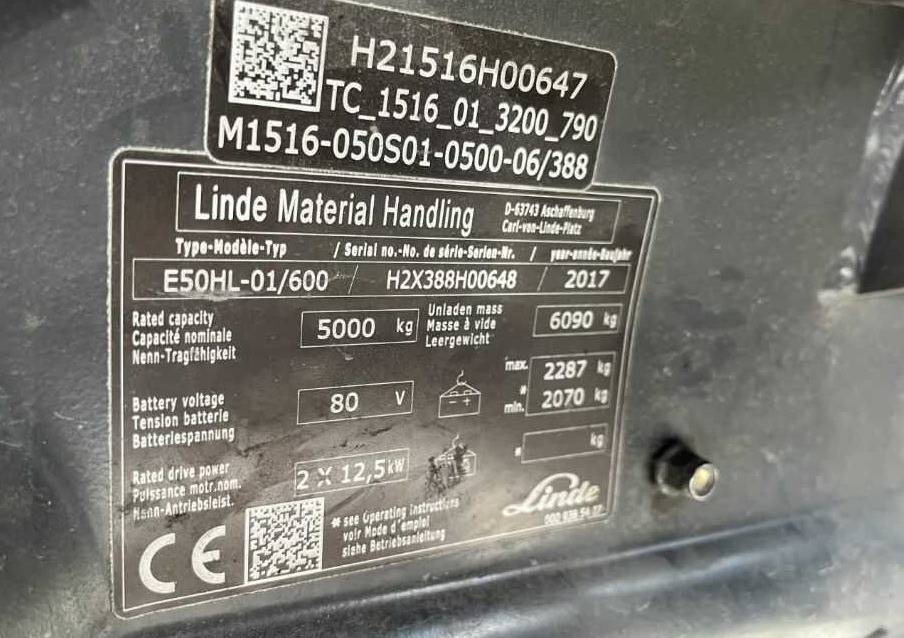 H21516H00647
TC_1516_01_3200_790
M1516-050S01-0500-06/388
Linde Material Handling
D-63743 Aschaffenburg
Carl-von-Linde-Platz
Type-Modèle-Typ / Serial no.-No. de série-Serien-Nr. / year-année-Baujahr
E50HL-01/600 / H2X388H00648 / 2017
Rated capacity
Capacité nominale
Nenn-Tragfähigkeit
5000 kg
Unladen mass
Masse à vide
Leergewicht
6090 kg
Battery voltage
Tension batterie
Batteriespannung
80 V
- +
max. 2287 kg
*
min. 2070 kg
* kg
Rated drive power
Puissance motr.nom.
Nenn-Antriebsleist.
2 X 12,5 kW
* see Operating instructions
voir Mode d'emploi
siehe Betriebsanleitung
CE
Linde